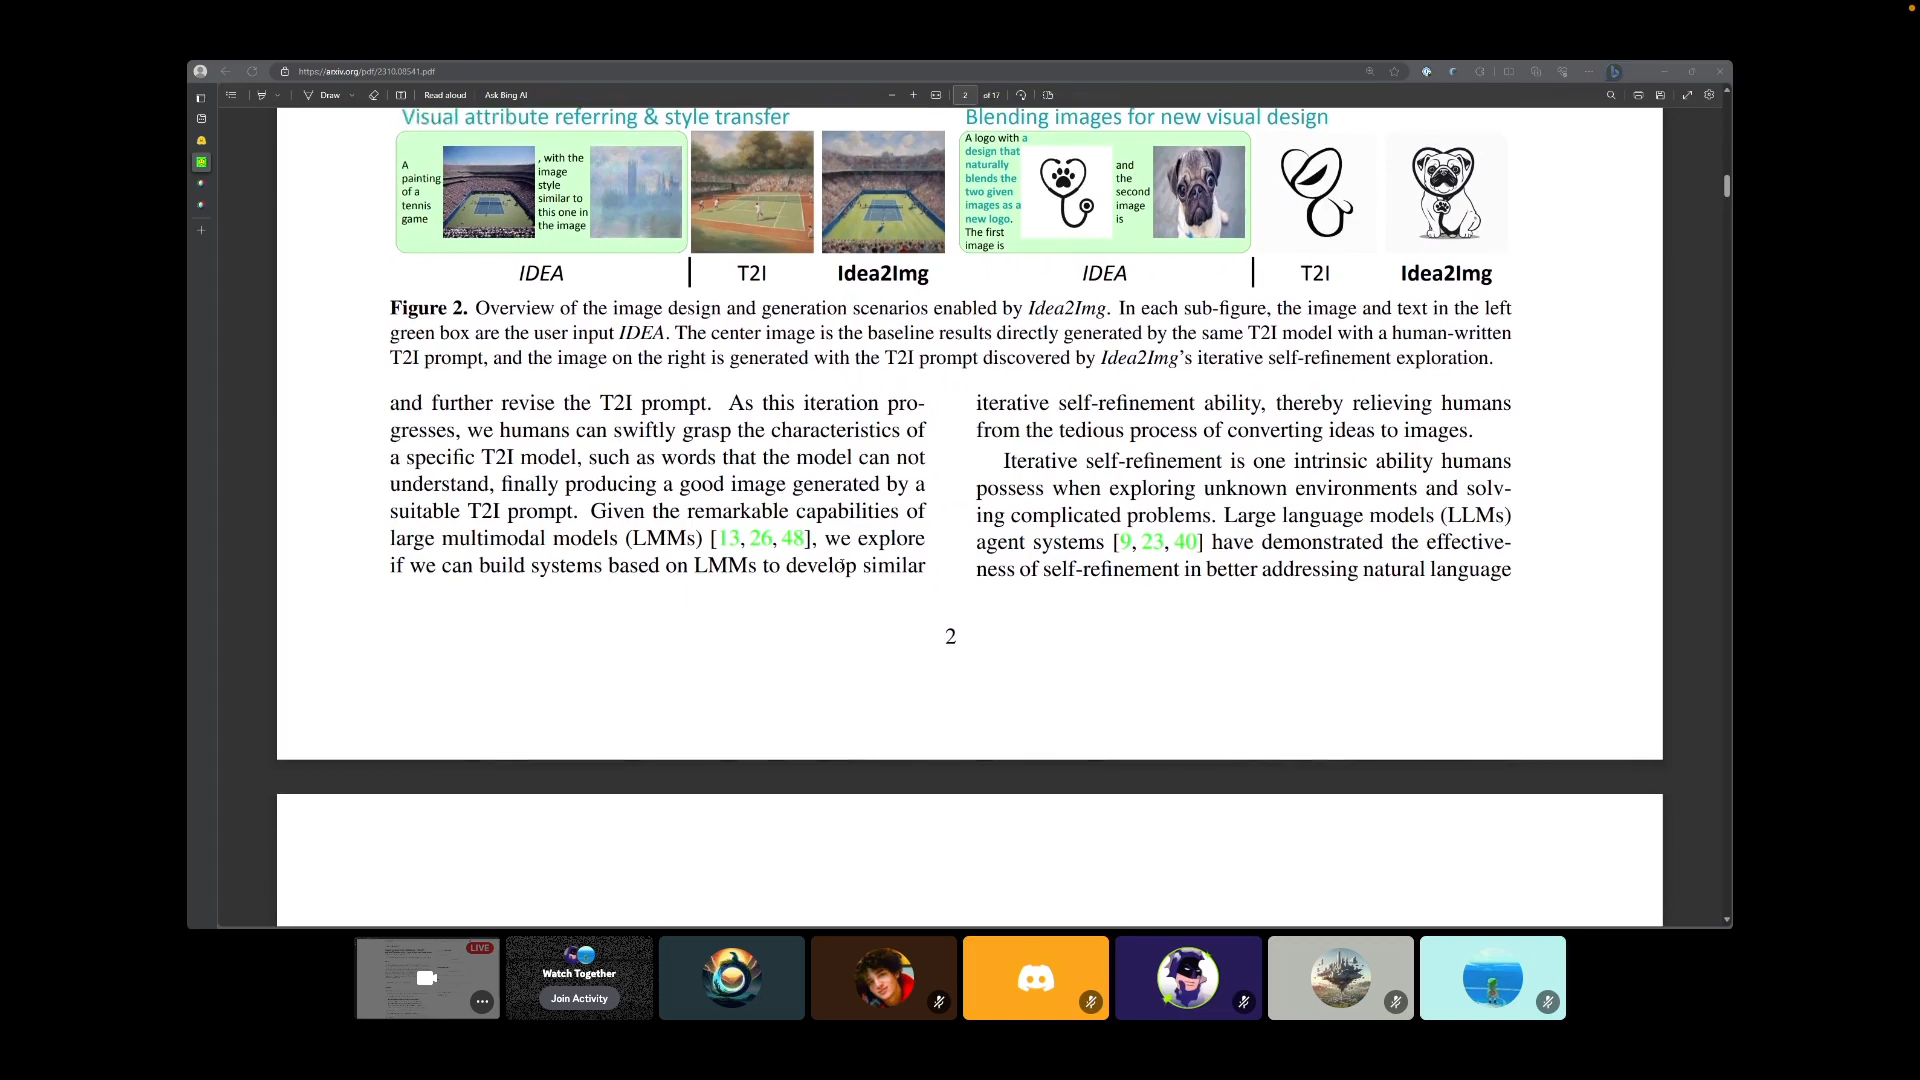 https://arxiv.org/pdf/2310.08541.pdf
Draw
Read aloud
Ask Bing AI
2
of 17
Visual attribute referring & style transfer
A
painting
of a
tennis
game
, with the
image
style
similar to
this one in
the image
IDEA
T2I
Idea2Img
Blending images for new visual design
A logo with a
design that
naturally
blends the
two given
images as a
new logo.
The first
image is
and
the
second
image
is
IDEA
T2I
Idea2Img
Figure 2. Overview of the image design and generation scenarios enabled by Idea2Img. In each sub-figure, the image and text in the left
green box are the user input IDEA. The center image is the baseline results directly generated by the same T2I model with a human-written
T2I prompt, and the image on the right is generated with the T2I prompt discovered by Idea2Img's iterative self-refinement exploration.
and further revise the T2I prompt. As this iteration pro-
gresses, we humans can swiftly grasp the characteristics of
a specific T2I model, such as words that the model can not
understand, finally producing a good image generated by a
suitable T2I prompt. Given the remarkable capabilities of
large multimodal models (LMMs) [13, 26, 48], we explore
if we can build systems based on LMMs to develop similar
iterative self-refinement ability, thereby relieving humans
from the tedious process of converting ideas to images.
Iterative self-refinement is one intrinsic ability humans
possess when exploring unknown environments and solv-
ing complicated problems. Large language models (LLMs)
agent systems [9, 23, 40] have demonstrated the effective-
ness of self-refinement in better addressing natural language
2
LIVE
Watch Together
Join Activity